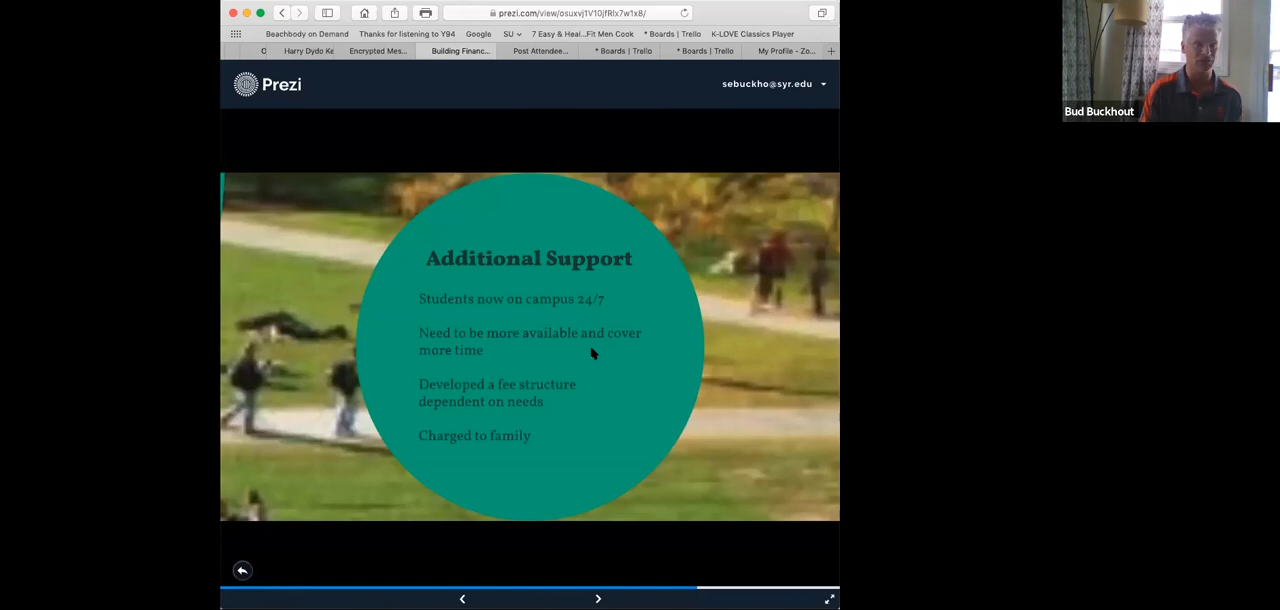 prezi.com/view/osuxvj1V10jfRlx7w1x8/
Beachbody on Demand Thanks for listening to Y94 Google SU 7 Easy & Heal...Fit Men Cook * Boards | Trello K-LOVE Classics Player
Harry Dydo Ke Encrypted Mes... Building Financ... Post Attendee... * Boards | Trello * Boards | Trello My Profile - Zo...
Prezi
sebuckho@syr.edu
Bud Buckhout
Additional Support
Students now on campus 24/7
Need to be more available and cover
more time
Developed a fee structure
dependent on needs
Charged to family